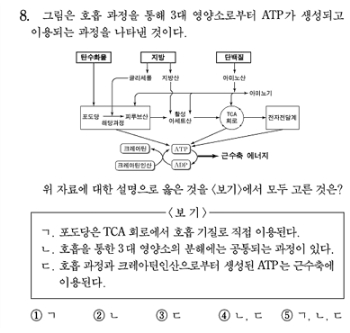 8. 그림은 호흡 과정을 통해 3대 영양소로부터 ATP가 생성되고
이용되는 과정을 나타낸 것이다.
탄수화물 지방 단백질
글리세롤 지방산 아미노산
아미노기
포도당 해당과정 피루브산 활성 아세트산 TCA 회로 전자전달계
크레아틴 ATP
근수축 에너지
크레아틴인산 ADP
위 자료에 대한 설명으로 옳은 것을 <보기>에서 모두 고른 것은?
<보 기>
ㄱ. 포도당은 TCA 회로에서 호흡 기질로 직접 이용된다.
ㄴ. 호흡을 통한 3대 영양소의 분해에는 공통되는 과정이 있다.
ㄷ. 호흡 과정과 크레아틴인산으로부터 생성된 ATP는 근수축에
이용된다.
① ㄱ ② ㄴ ③ ㄷ ④ ㄴ, ㄷ ⑤ ㄱ, ㄴ, ㄷ